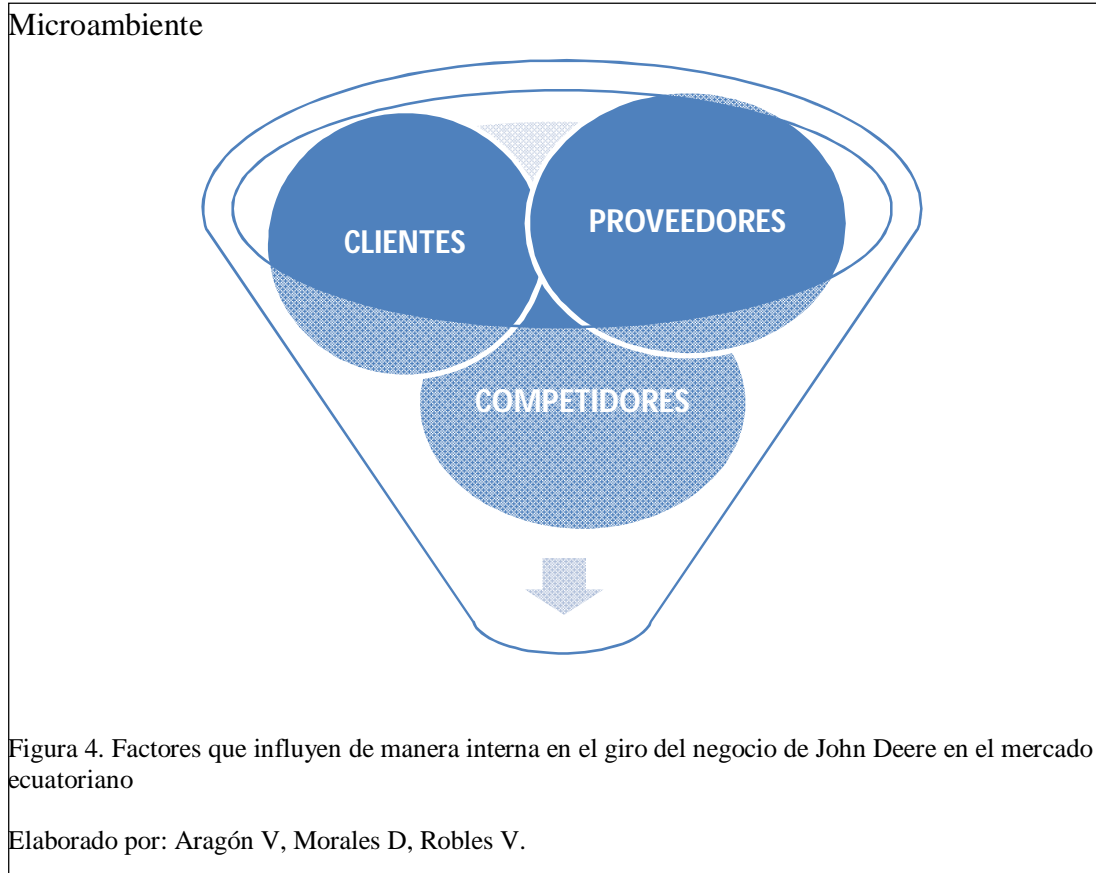 Microambiente
CLIENTES
PROVEEDORES
COMPETIDORES
Figura 4. Factores que influyen de manera interna en el giro del negocio de John Deere en el mercado
ecuatoriano
Elaborado por: Aragón V, Morales D, Robles V.